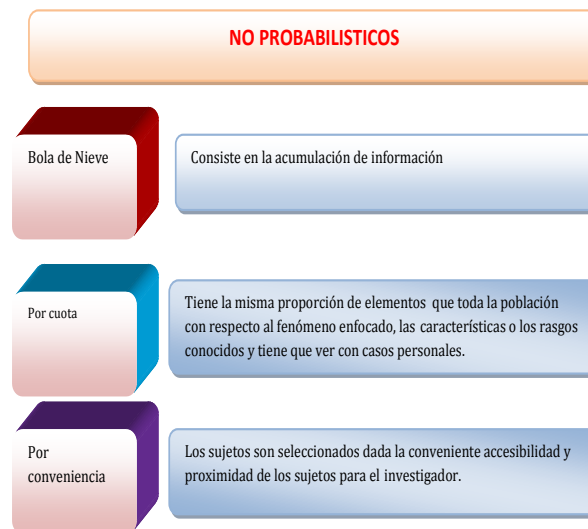 NO PROBABILISTICOS
Bola de Nieve
Consiste en la acumulación de información
Por cuota
Tiene la misma proporción de elementos que toda la población
con respecto al fenómeno enfocado, las características o los rasgos
conocidos y tiene que ver con casos personales.
Por
conveniencia
Los sujetos son seleccionados dada la conveniente accesibilidad y
proximidad de los sujetos para el investigador.